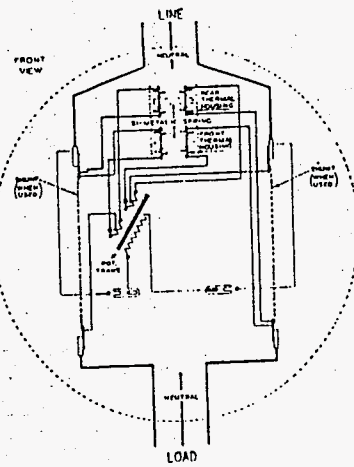 LINE
NEUTRAL
FRONT
VIEW
REAR
THERMAL
HOUSING
BI-METAL SPRING
FRONT
THERMAL
HOUSING
SHUNT
(WHEN
USED)
SHUNT
(WHEN
USED)
POT.
TRANS
NEUTRAL
LOAD